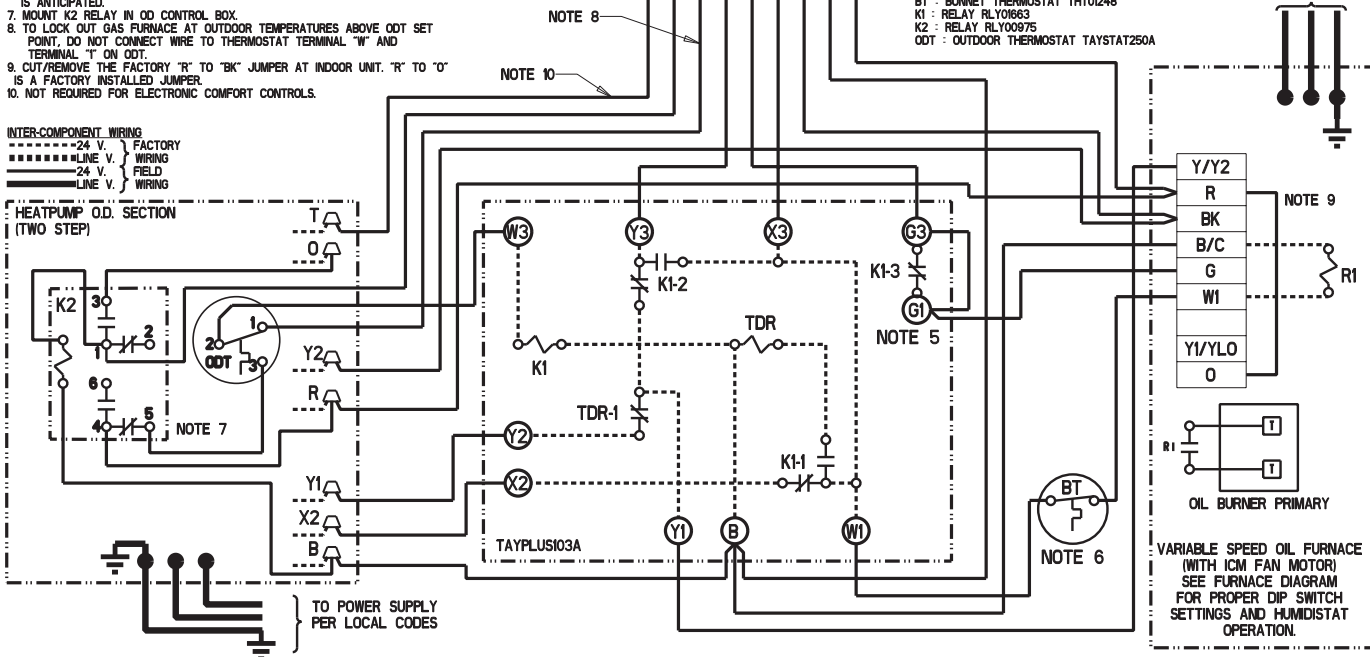 IS ANTICIPATED.
7. MOUNT K2 RELAY IN OD CONTROL BOX.
8. TO LOCK OUT GAS FURNACE AT OUTDOOR TEMPERATURES ABOVE ODT SET
POINT, DO NOT CONNECT WIRE TO THERMOSTAT TERMINAL "W" AND
TERMINAL "1" ON ODT.
9. CUT/REMOVE THE FACTORY "R" TO "BK" JUMPER AT INDOOR UNIT. "R" TO "O"
IS A FACTORY INSTALLED JUMPER.
10. NOT REQUIRED FOR ELECTRONIC COMFORT CONTROLS.
NOTE 8
NOTE 10
BT : BONNET THERMOSTAT THT01248
K1 : RELAY RLY01663
K2 : RELAY RLY00975
ODT : OUTDOOR THERMOSTAT TAYSTAT250A
INTER-COMPONENT WIRING
24 V. } FACTORY
LINE V. } WIRING
24 V. } FIELD
LINE V. } WIRING
HEATPUMP O.D. SECTION
(TWO STEP)
T
O
K2
3
2
1
6
5
4
NOTE 7
1
2
ODT
3
Y2
R
Y1
X2
B
TO POWER SUPPLY
PER LOCAL CODES
W3
Y3
X3
G3
K1-2
K1-3
G1
NOTE 5
K1
TDR
TDR-1
Y2
K1-1
X2
Y1
B
W1
TAYPLUS103A
BT
NOTE 6
Y/Y2
R
BK
B/C
G
W1
Y1/YLO
O
NOTE 9
R1
R1
T
T
OIL BURNER PRIMARY
VARIABLE SPEED OIL FURNACE
(WITH ICM FAN MOTOR)
SEE FURNACE DIAGRAM
FOR PROPER DIP SWITCH
SETTINGS AND HUMIDISTAT
OPERATION.